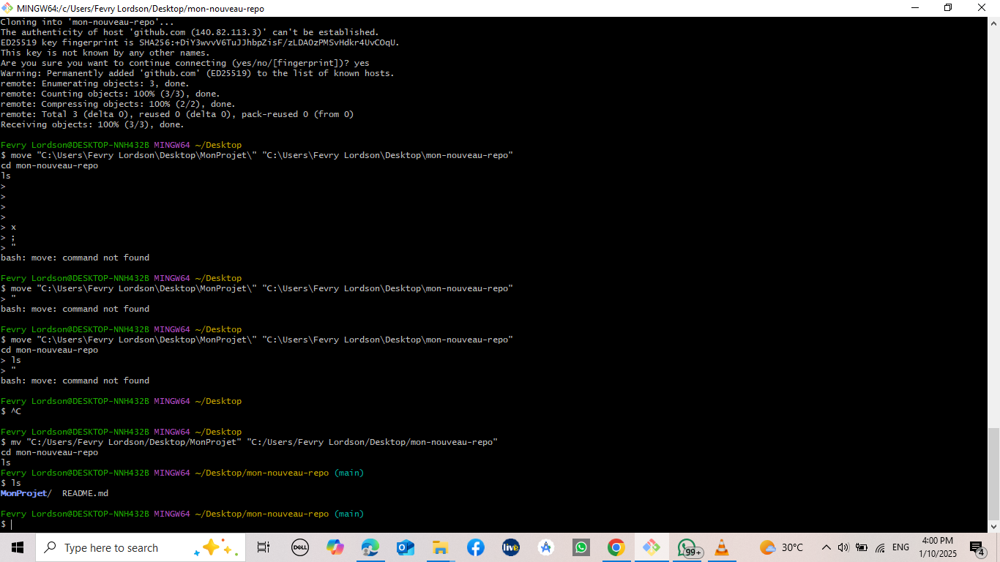 MINGW64:/c/Users/Fevry Lordson/Desktop/mon-nouveau-repo
Cloning into 'mon-nouveau-repo'...
The authenticity of host 'github.com (140.82.113.3)' can't be established.
ED25519 key fingerprint is SHA256:+DiY3wvvV6TuJJhbpZisF/zLDA0zPMSvHdkr4UvCOqU.
This key is not known by any other names.
Are you sure you want to continue connecting (yes/no/[fingerprint])? yes
Warning: Permanently added 'github.com' (ED25519) to the list of known hosts.
remote: Enumerating objects: 3, done.
remote: Counting objects: 100% (3/3), done.
remote: Compressing objects: 100% (2/2), done.
remote: Total 3 (delta 0), reused 0 (delta 0), pack-reused 0 (from 0)
Receiving objects: 100% (3/3), done.
Fevry Lordson@DESKTOP-NNH432B MINGW64 ~/Desktop
$ move "C:\Users\Fevry Lordson\Desktop\MonProjet\" "C:\Users\Fevry Lordson\Desktop\mon-nouveau-repo"
cd mon-nouveau-repo
ls
>
>
>
>
> x
> ;
> "
bash: move: command not found
Fevry Lordson@DESKTOP-NNH432B MINGW64 ~/Desktop
$ move "C:\Users\Fevry Lordson\Desktop\MonProjet\" "C:\Users\Fevry Lordson\Desktop\mon-nouveau-repo"
> "
bash: move: command not found
Fevry Lordson@DESKTOP-NNH432B MINGW64 ~/Desktop
$ move "C:\Users\Fevry Lordson\Desktop\MonProjet\" "C:\Users\Fevry Lordson\Desktop\mon-nouveau-repo"
cd mon-nouveau-repo
> ls
> "
bash: move: command not found
Fevry Lordson@DESKTOP-NNH432B MINGW64 ~/Desktop
$ ^C
Fevry Lordson@DESKTOP-NNH432B MINGW64 ~/Desktop
$ mv "C:/Users/Fevry Lordson/Desktop/MonProjet" "C:/Users/Fevry Lordson/Desktop/mon-nouveau-repo"
cd mon-nouveau-repo
ls
Fevry Lordson@DESKTOP-NNH432B MINGW64 ~/Desktop/mon-nouveau-repo (main)
$ ls
MonProjet/  README.md
Fevry Lordson@DESKTOP-NNH432B MINGW64 ~/Desktop/mon-nouveau-repo (main)
$
Type here to search
DELL
live
99+
30°C
ENG
4:00 PM
1/10/2025
4